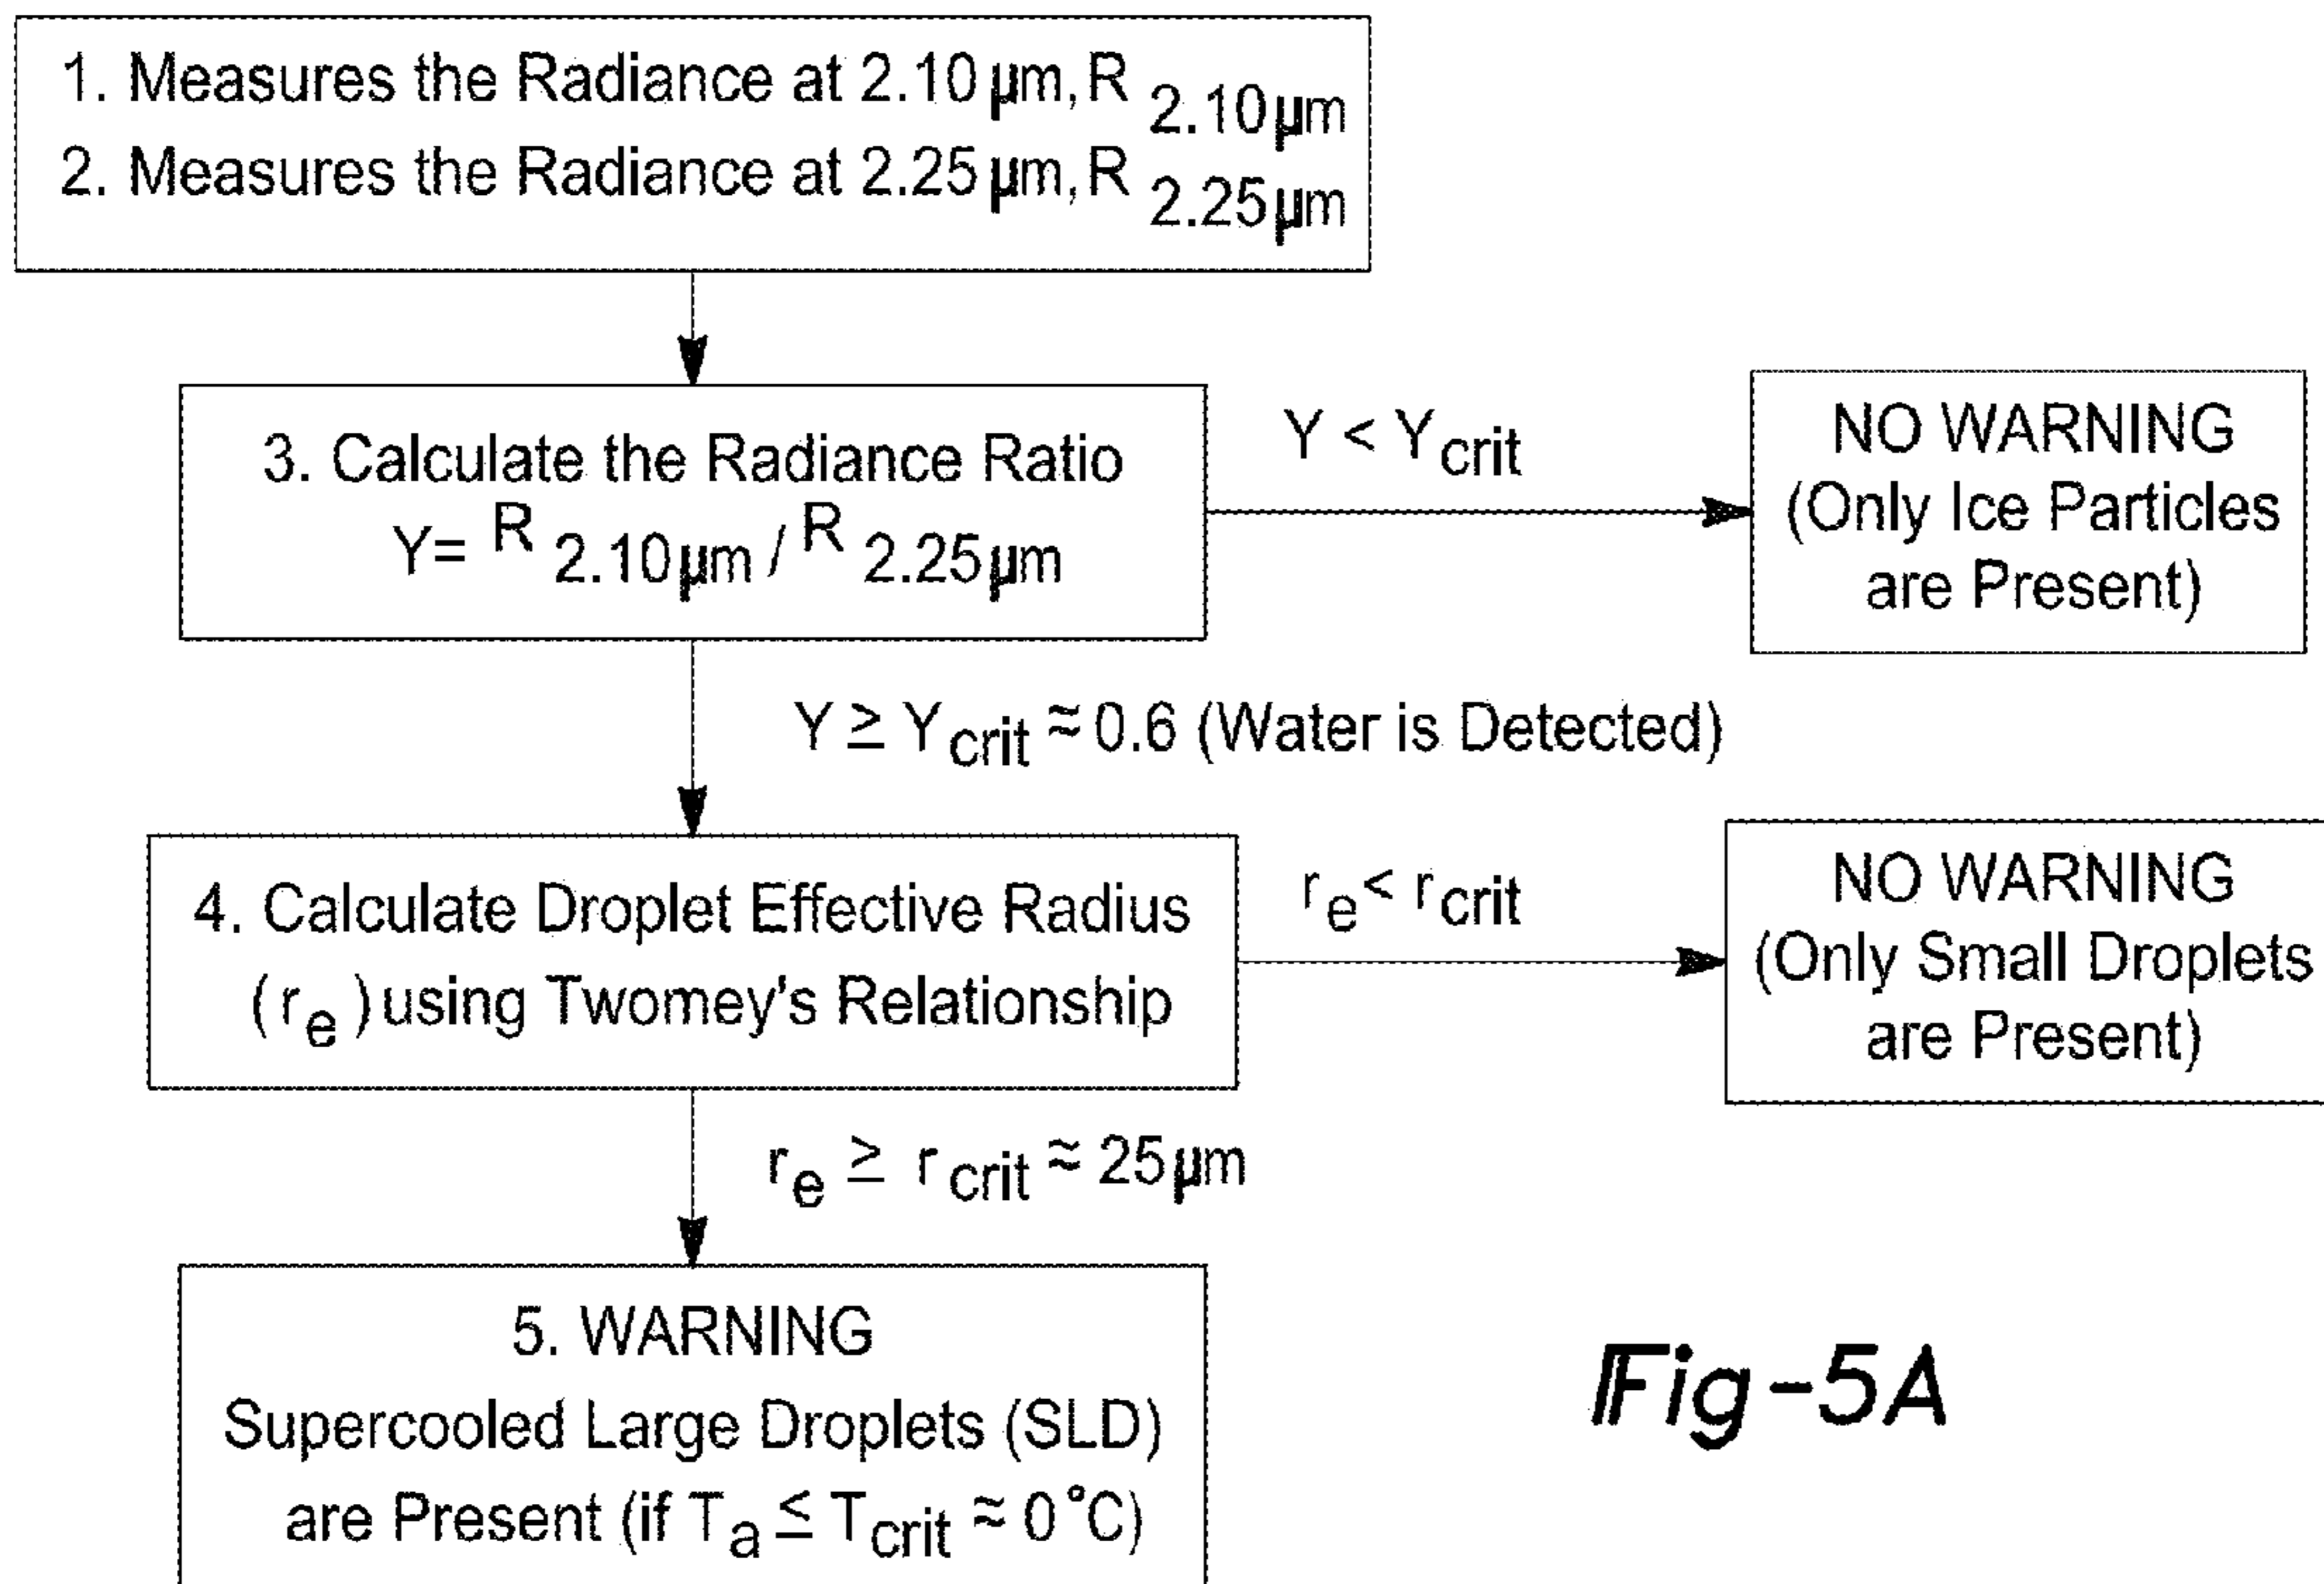 1. Measures the Radiance at 2.10 µm, R 2.10µm
2. Measures the Radiance at 2.25 µm, R 2.25µm
3. Calculate the Radiance Ratio
Y= R 2.10µm / R 2.25µm
Y < Ycrit
NO WARNING
(Only Ice Particles
are Present)
Y ≥ Ycrit ≈ 0.6 (Water is Detected)
4. Calculate Droplet Effective Radius
(re) using Twomey's Relationship
re < rcrit
NO WARNING
(Only Small Droplets
are Present)
re ≥ rcrit ≈ 25µm
5. WARNING
Supercooled Large Droplets (SLD)
are Present (if Ta ≤ Tcrit ≈ 0°C)
Fig-5A